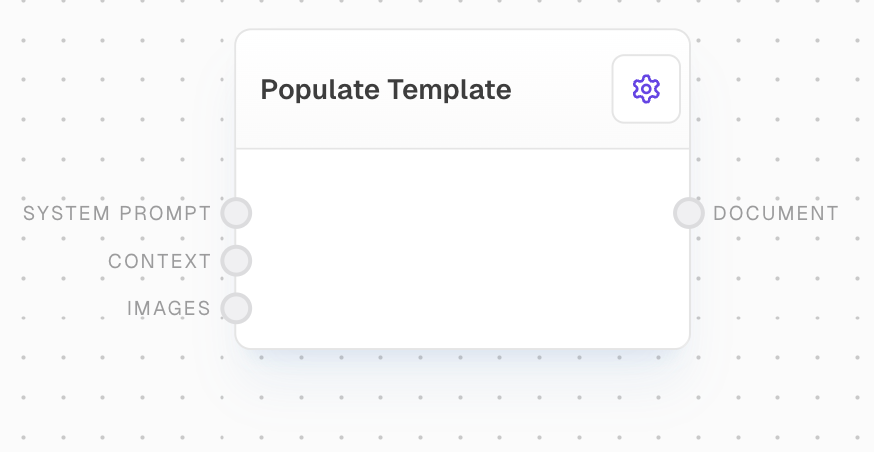 Populate Template
SYSTEM PROMPT
DOCUMENT
CONTEXT
IMAGES